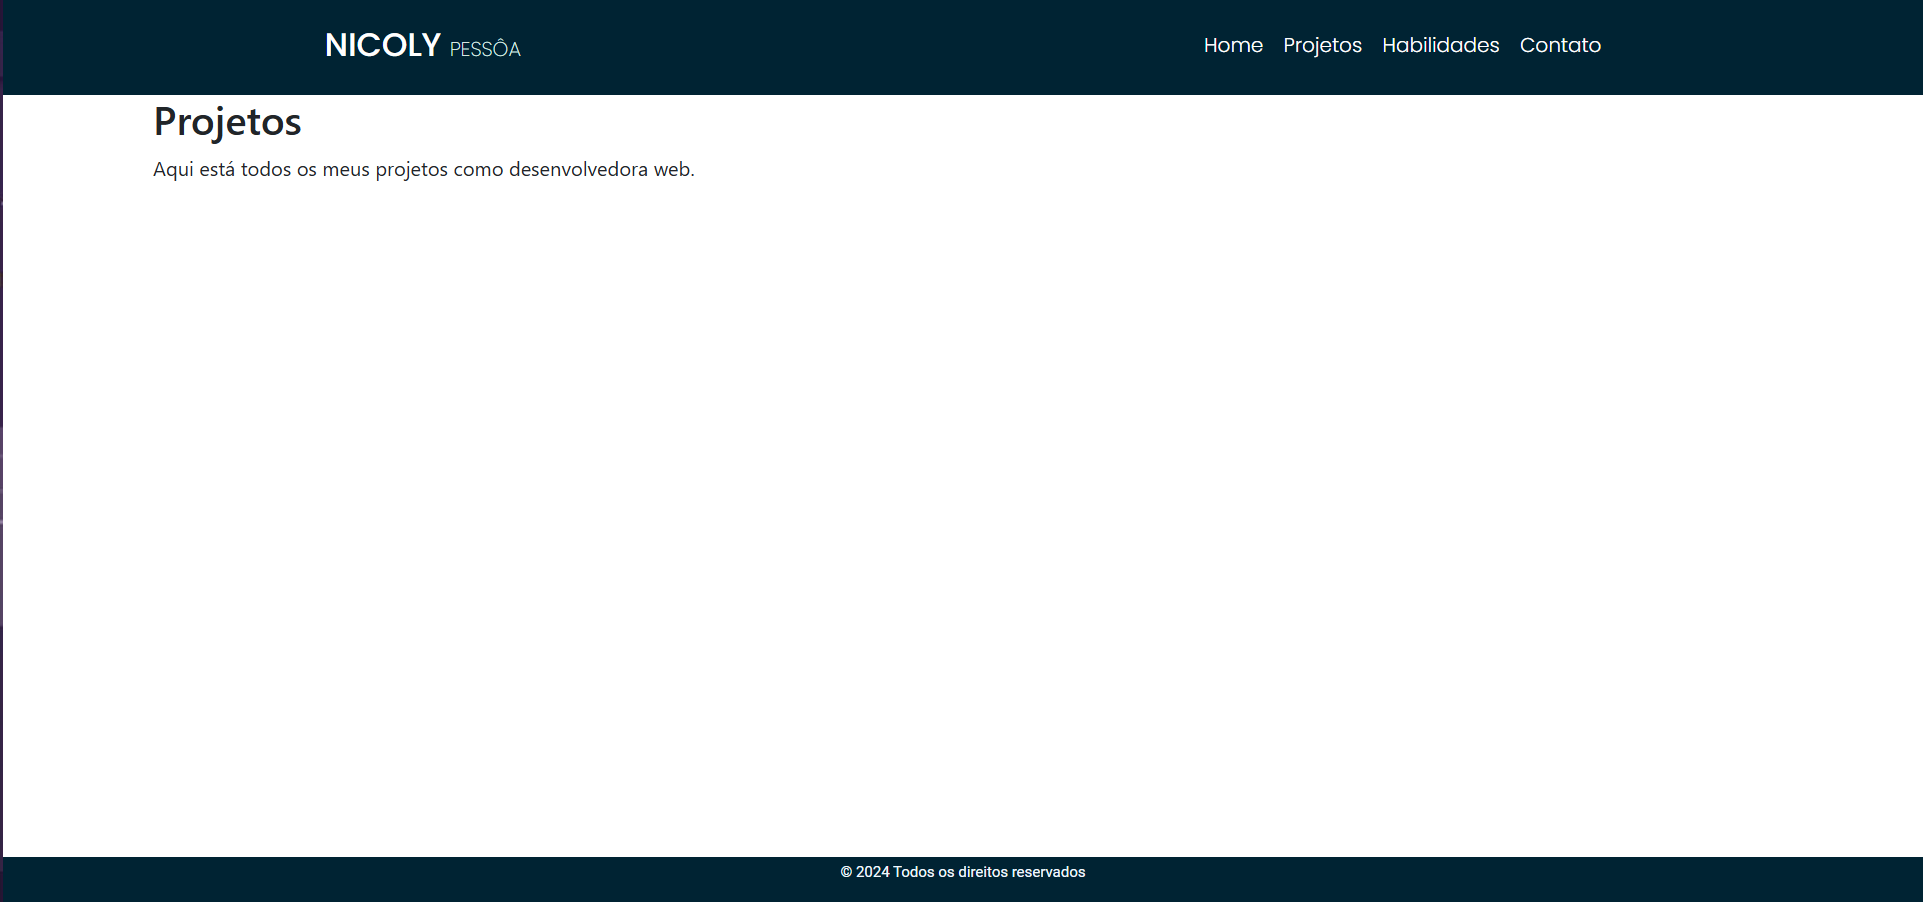 NICOLY PESSÔA
Home Projetos Habilidades Contato
Projetos
Aqui está todos os meus projetos como desenvolvedora web.
© 2024 Todos os direitos reservados